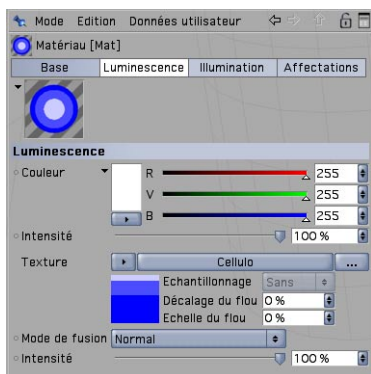 Mode Edition Données utilisateur
Matériau [Mat]
Base Luminescence Illumination Affectations
Luminescence
Couleur R 255
V 255
B 255
Intensité 100 %
Texture Cellulo ...
Echantillonnage Sans
Décalage du flou 0 %
Echelle du flou 0 %
Mode de fusion Normal
Intensité 100 %